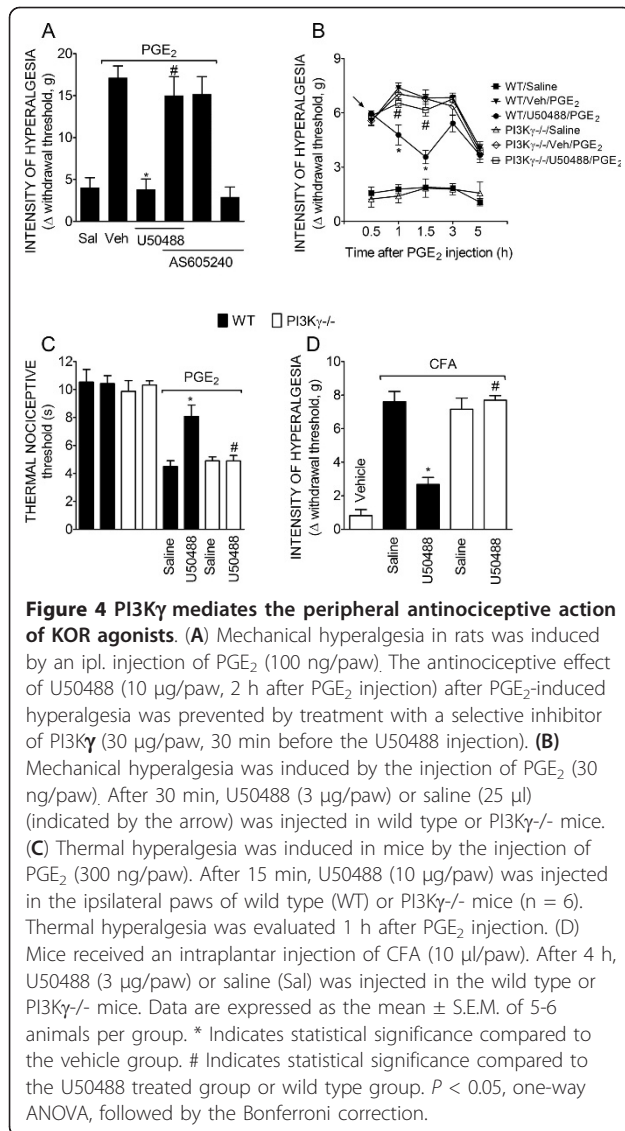 A
PGE2
INTENSITY OF HYPERALGESIA
(Δ withdrawal threshold, g)
20
15
10
5
0
#
*
Sal
Veh
U50488
AS605240
B
INTENSITY OF HYPERALGESIA
(Δ withdrawal threshold, g)
9
6
3
0
#
#
*
*
0.5
1
1.5
3
5
Time after PGE2 injection (h)
WT/Saline
WT/Veh/PGE2
WT/U50488/PGE2
PI3Kγ-/-/Saline
PI3Kγ-/-/Veh/PGE2
PI3Kγ-/-/U50488/PGE2
WT
PI3Kγ-/-
C
THERMAL NOCICEPTIVE
threshold (s)
12
10
8
6
4
2
0
PGE2
*
#
Saline
U50488
Saline
U50488
D
INTENSITY OF HYPERALGESIA
(Δ withdrawal threshold, g)
10
8
6
4
2
0
CFA
*
#
Vehicle
Saline
U50488
Saline
U50488
Figure 4 PI3Kγ mediates the peripheral antinociceptive action
of KOR agonists. (A) Mechanical hyperalgesia in rats was induced
by an ipl. injection of PGE2 (100 ng/paw). The antinociceptive effect
of U50488 (10 μg/paw, 2 h after PGE2 injection) after PGE2-induced
hyperalgesia was prevented by treatment with a selective inhibitor
of PI3Kγ (30 μg/paw, 30 min before the U50488 injection). (B)
Mechanical hyperalgesia was induced by the injection of PGE2 (30
ng/paw). After 30 min, U50488 (3 μg/paw) or saline (25 μl)
(indicated by the arrow) was injected in wild type or PI3Kγ-/- mice.
(C) Thermal hyperalgesia was induced in mice by the injection of
PGE2 (300 ng/paw). After 15 min, U50488 (10 μg/paw) was injected
in the ipsilateral paws of wild type (WT) or PI3Kγ-/- mice (n = 6).
Thermal hyperalgesia was evaluated 1 h after PGE2 injection. (D)
Mice received an intraplantar injection of CFA (10 μl/paw). After 4 h,
U50488 (3 μg/paw) or saline (Sal) was injected in the wild type or
PI3Kγ-/- mice. Data are expressed as the mean ± S.E.M. of 5-6
animals per group. * Indicates statistical significance compared to
the vehicle group. # Indicates statistical significance compared to
the U50488 treated group or wild type group. P < 0.05, one-way
ANOVA, followed by the Bonferroni correction.